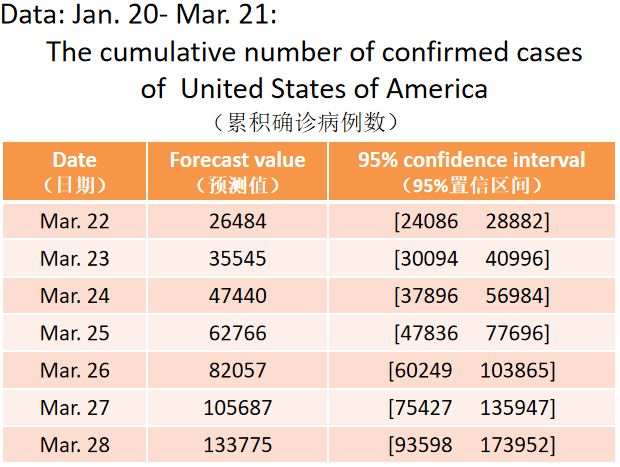 Data: Jan. 20- Mar. 21:
The cumulative number of confirmed cases
of United States of America
（累积确诊病例数）
Date Forecast value 95% confidence interval
（日期） （预测值） （95%置信区间）
Mar. 22 26484 [24086 28882]
Mar. 23 35545 [30094 40996]
Mar. 24 47440 [37896 56984]
Mar. 25 62766 [47836 77696]
Mar. 26 82057 [60249 103865]
Mar. 27 105687 [75427 135947]
Mar. 28 133775 [93598 173952]